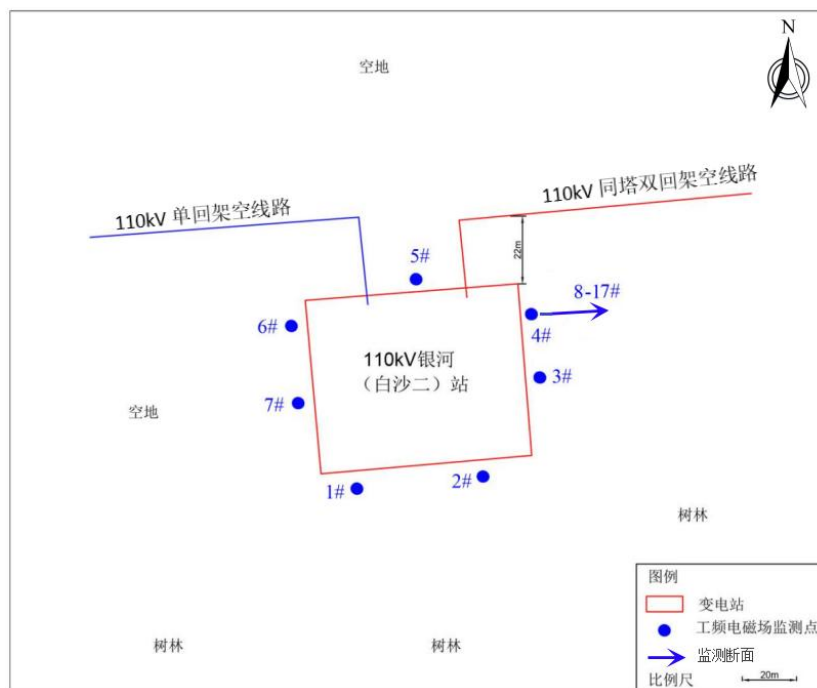 N
空地
110kV 单回架空线路
110kV 同塔双回架空线路
22m
5#
8-17#
6#
4#
110kV银河
（白沙二）站
3#
7#
空地
2#
1#
树林
图例
变电站
工频电磁场监测点
监测断面
比例尺
20m
树林
树林